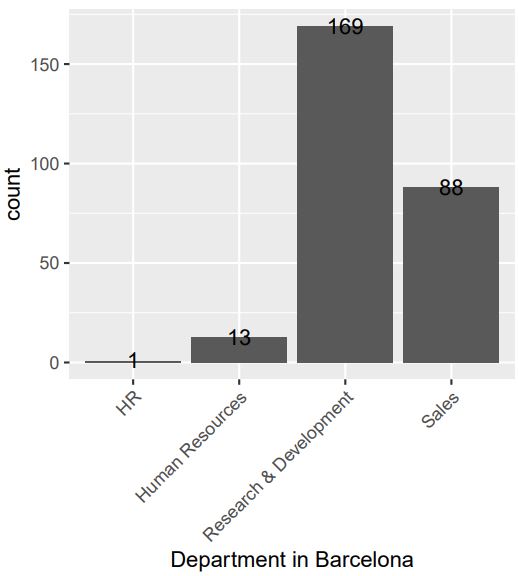 169
150
count
100
88
50
13
1
0
HR
Human Resources
Research & Development
Sales
Department in Barcelona